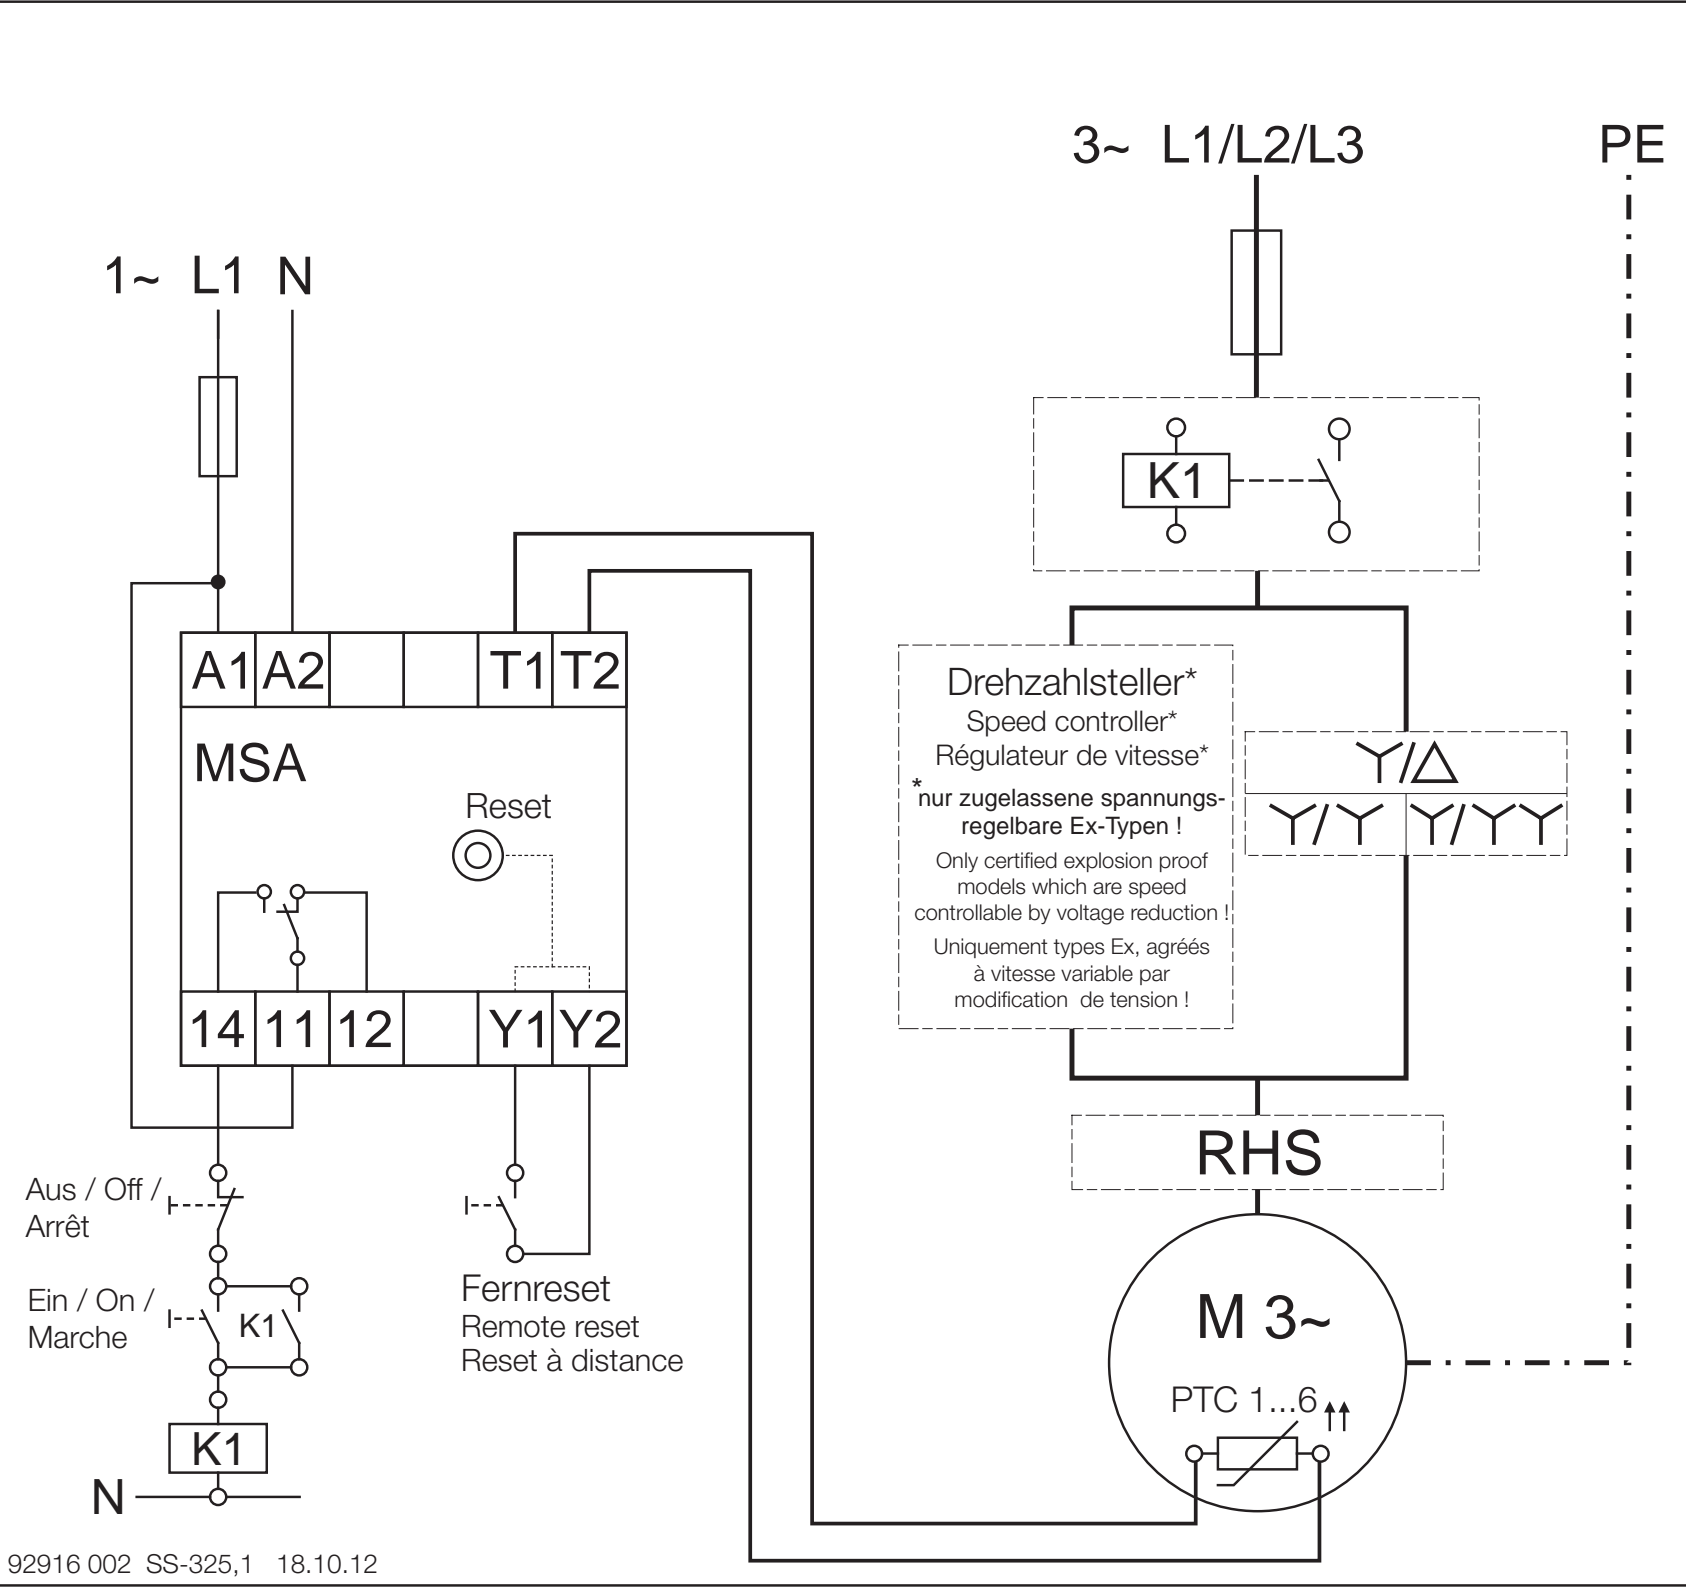 3~ L1/L2/L3
PE
1~ L1 N
K1
A1 A2 T1 T2
MSA
Reset
14 11 12 Y1 Y2
Drehzahlsteller*
Speed controller*
Régulateur de vitesse*
*nur zugelassene spannungs-
regelbare Ex-Typen !
Only certified explosion proof
models which are speed
controllable by voltage reduction !
Uniquement types Ex, agréés
à vitesse variable par
modification de tension !
Y/△
Y/Y Y/YY
RHS
Aus / Off /
Arrêt
Ein / On /
Marche
K1
K1
N
Fernreset
Remote reset
Reset à distance
M 3~
PTC 1...6
92916 002 SS-325,1 18.10.12